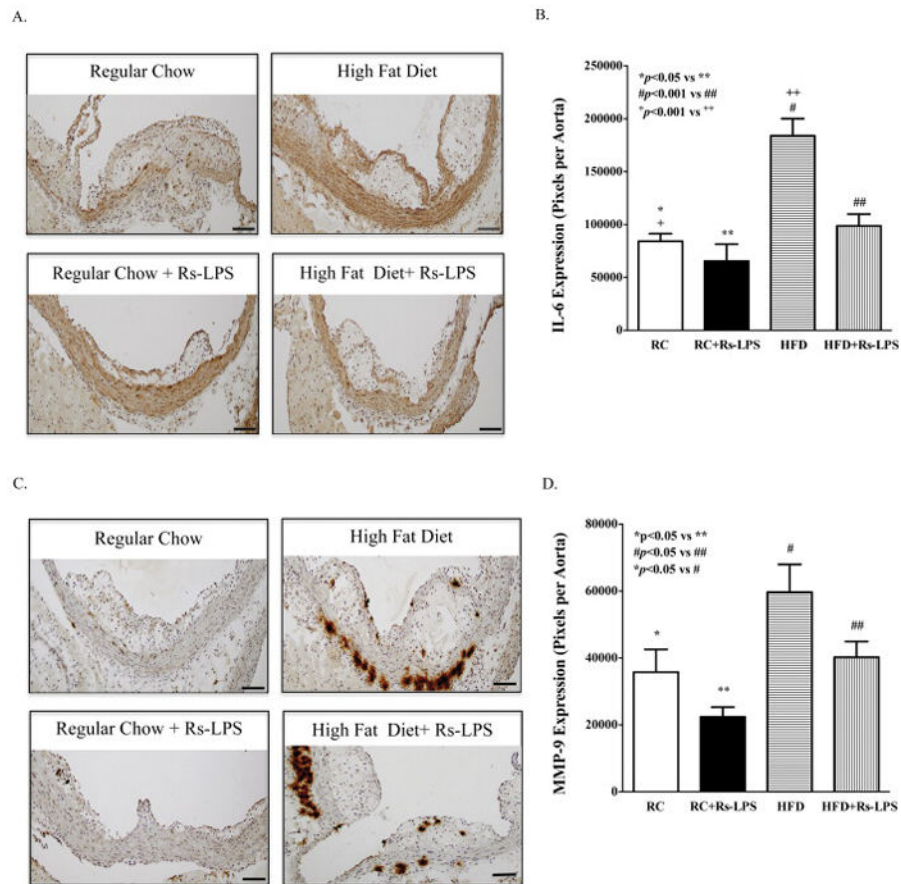 A.
Regular Chow
High Fat Diet
Regular Chow + Rs-LPS
High Fat Diet+ Rs-LPS
B.
IL-6 Expression (Pixels per Aorta)
250000
200000
150000
100000
50000
0
*p<0.05 vs **
#p<0.001 vs ##
+p<0.001 vs ++
*
+
**
++
#
##
RC
RC+Rs-LPS
HFD
HFD+Rs-LPS
C.
Regular Chow
High Fat Diet
Regular Chow + Rs-LPS
High Fat Diet+ Rs-LPS
D.
MMP-9 Expression (Pixels per Aorta)
80000
60000
40000
20000
0
*p<0.05 vs **
#p<0.05 vs ##
*p<0.05 vs #
*
**
#
##
RC
RC+Rs-LPS
HFD
HFD+Rs-LPS